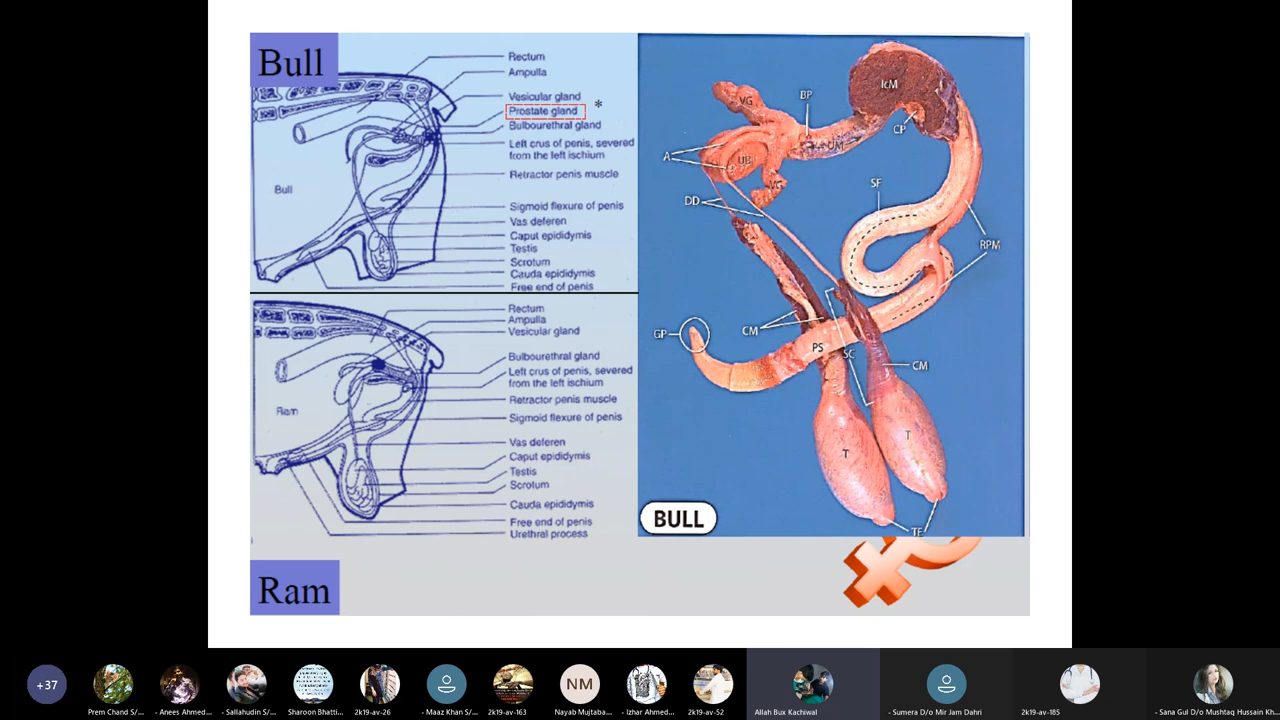 Bull
Rectum
Ampulla
Vesicular gland
Prostate gland
*
Bulbourethral gland
Left crus of penis, severed
from the left ischium
Bull
Retractor penis muscle
Sigmoid flexure of penis
Vas deferen
Caput epididymis
Testis
Scrotum
Cauda epididymis
Free end of penis
Rectum
Ampulla
Vesicular gland
Bulbourethral gland
Left crus of penis, severed
from the left ischium
Retractor penis muscle
Ram
Sigmoid flexure of penis
Vas deferen
Caput epididymis
Testis
Scrotum
Cauda epididymis
Free end of penis
Urethral process
Ram
VG
BP
IcM
CP
A
UB
UM
VG
DD
SF
RPM
GP
CM
PS
SC
CM
T
T
TE
BULL
+37
Prem Chand S/...
- Anees Ahmed...
- Sallahudin S/...
Sharoon Bhatti...
2k19-av-26
- Maaz Khan S/...
2k19-av-163
NM
Nayab Mujtaba...
- Izhar Ahmed...
2k19-av-52
Allah Bux Kachiwal
- Sumera D/o Mir Jam Dahri
2k19-av-185
- Sana Gul D/o Mushtaq Hussain Kh...